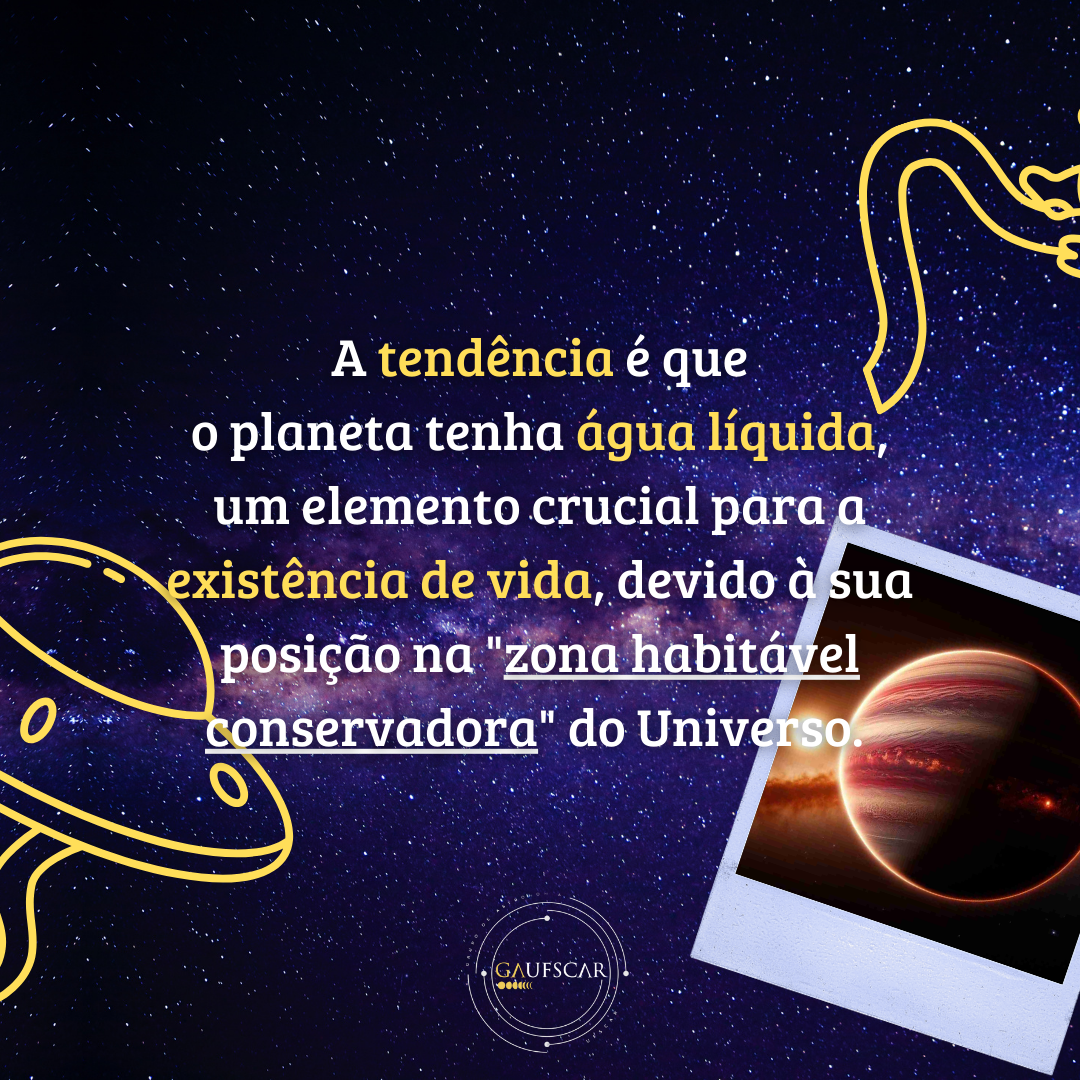 A tendência é que
o planeta tenha água líquida,
um elemento crucial para a
existência de vida, devido à sua
posição na "zona habitável
conservadora" do Universo.
GAUFSCAR